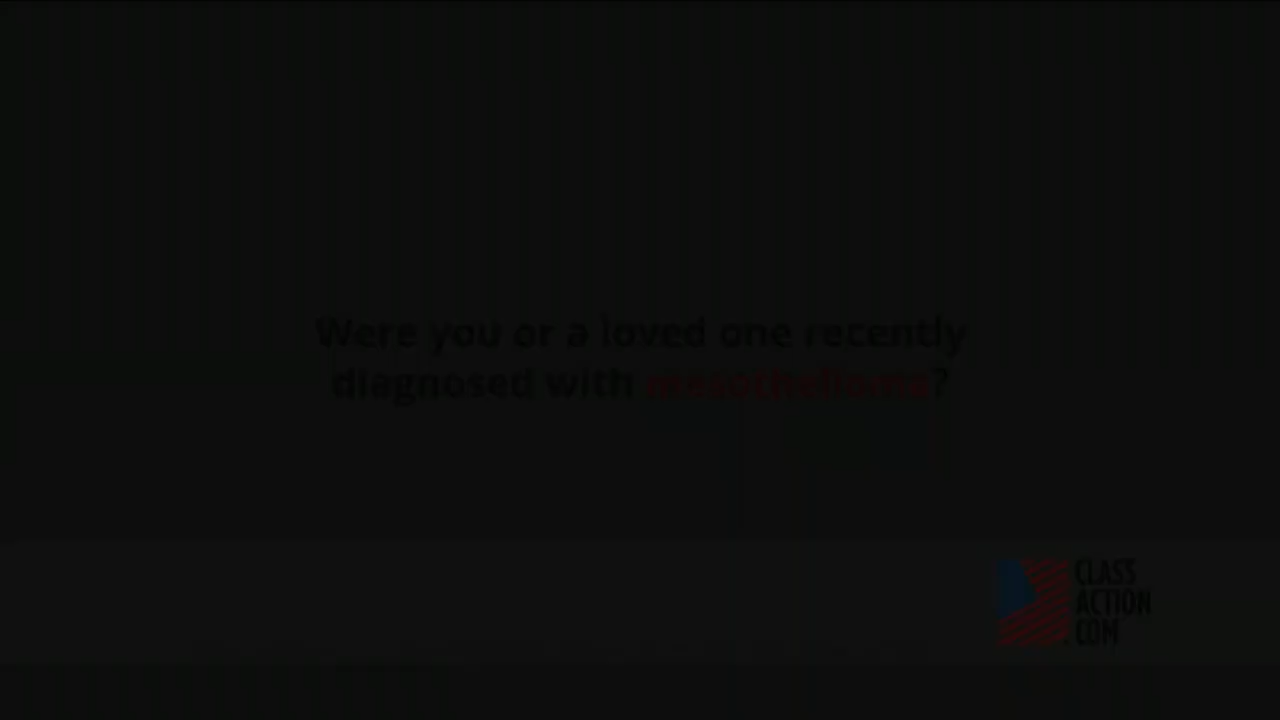 Were you or a loved one recently
diagnosed with mesothelioma?
CLASS
ACTION
COM